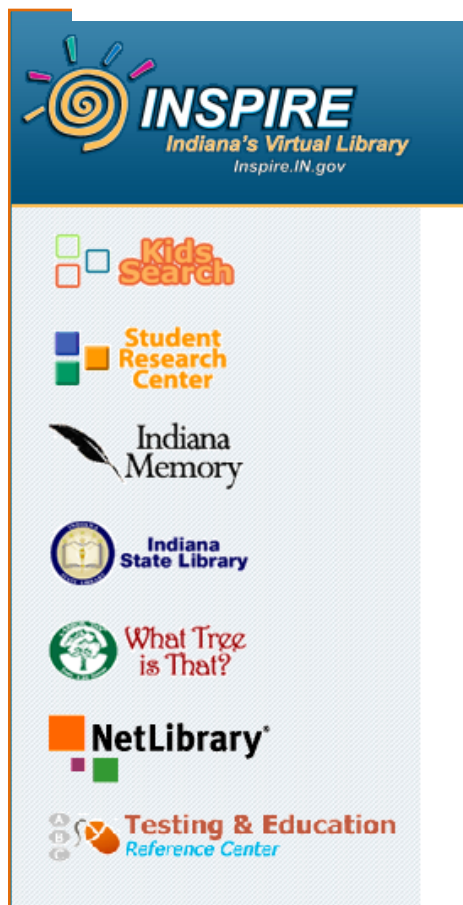 INSPIRE
Indiana's Virtual Library
Inspire.IN.gov
Kids
Search
Student
Research
Center
Indiana
Memory
Indiana
State Library
What Tree
is That?
NetLibrary®
A
B
C
Testing & Education
Reference Center